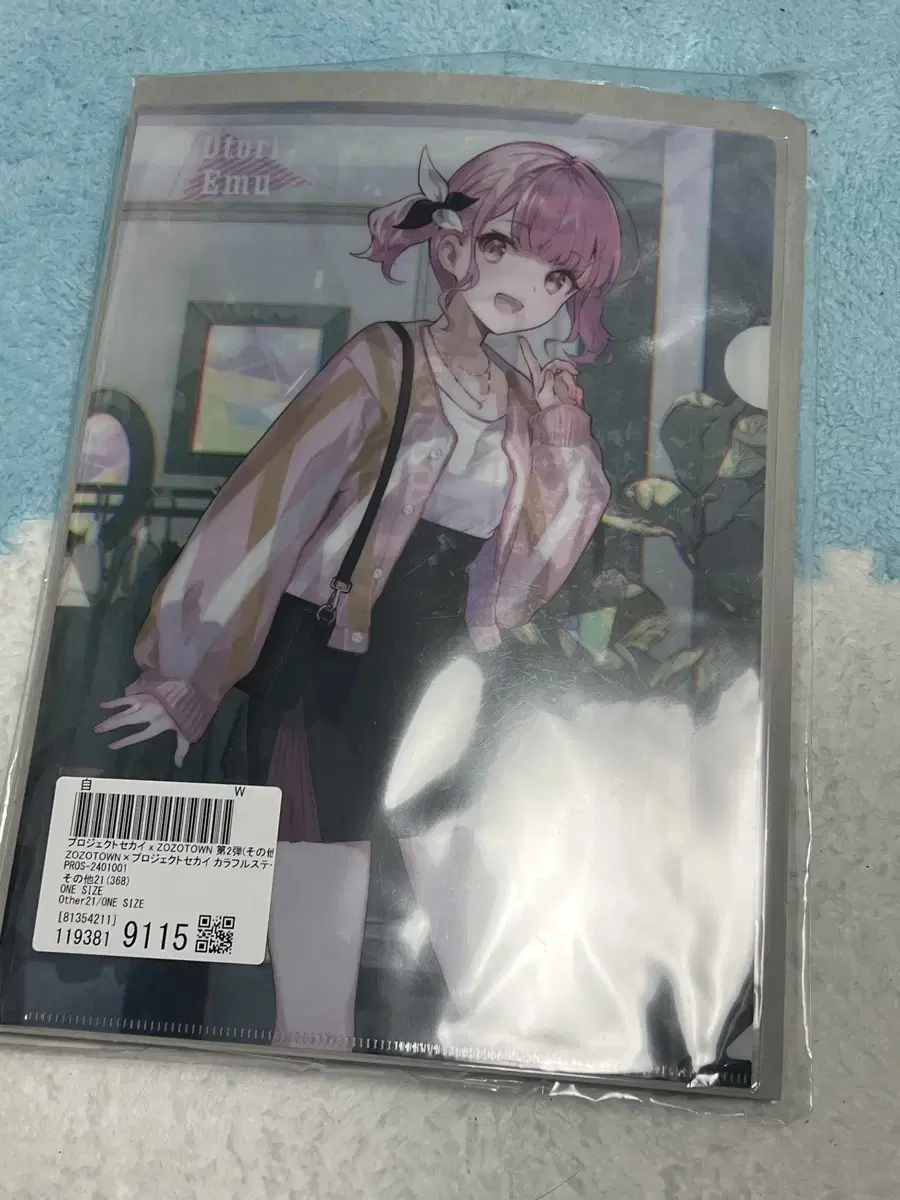 Otori
Emu
自
W
プロジェクトセカイ x ZOZOTOWN 第2弾(その他
ZOZOTOWN×プロジェクトセカイ カラフルステー
PROS-2401001
その他21(368)
ONE SIZE
Other21/ONE SIZE
[81354211]
119381 9115